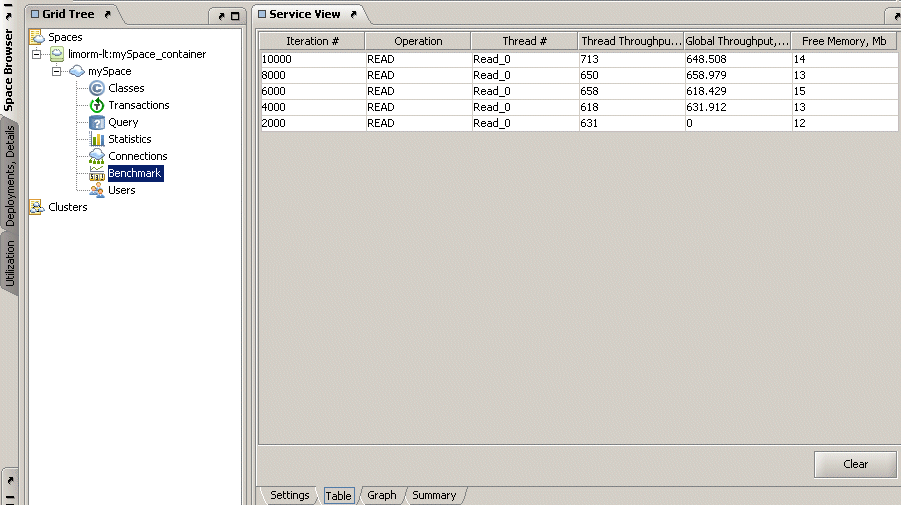 Space Browser
Deployments, Details
Utilization
Grid Tree
Spaces
limorm-lt:mySpace_container
mySpace
Classes
Transactions
Query
Statistics
Connections
Benchmark
Users
Clusters
Service View
Iteration # Operation Thread # Thread Throughpu... Global Throughput,... Free Memory, Mb
10000 READ Read_0 713 648.508 14
8000 READ Read_0 650 658.979 13
6000 READ Read_0 658 618.429 15
4000 READ Read_0 618 631.912 13
2000 READ Read_0 631 0 12
Clear
Settings Table Graph Summary